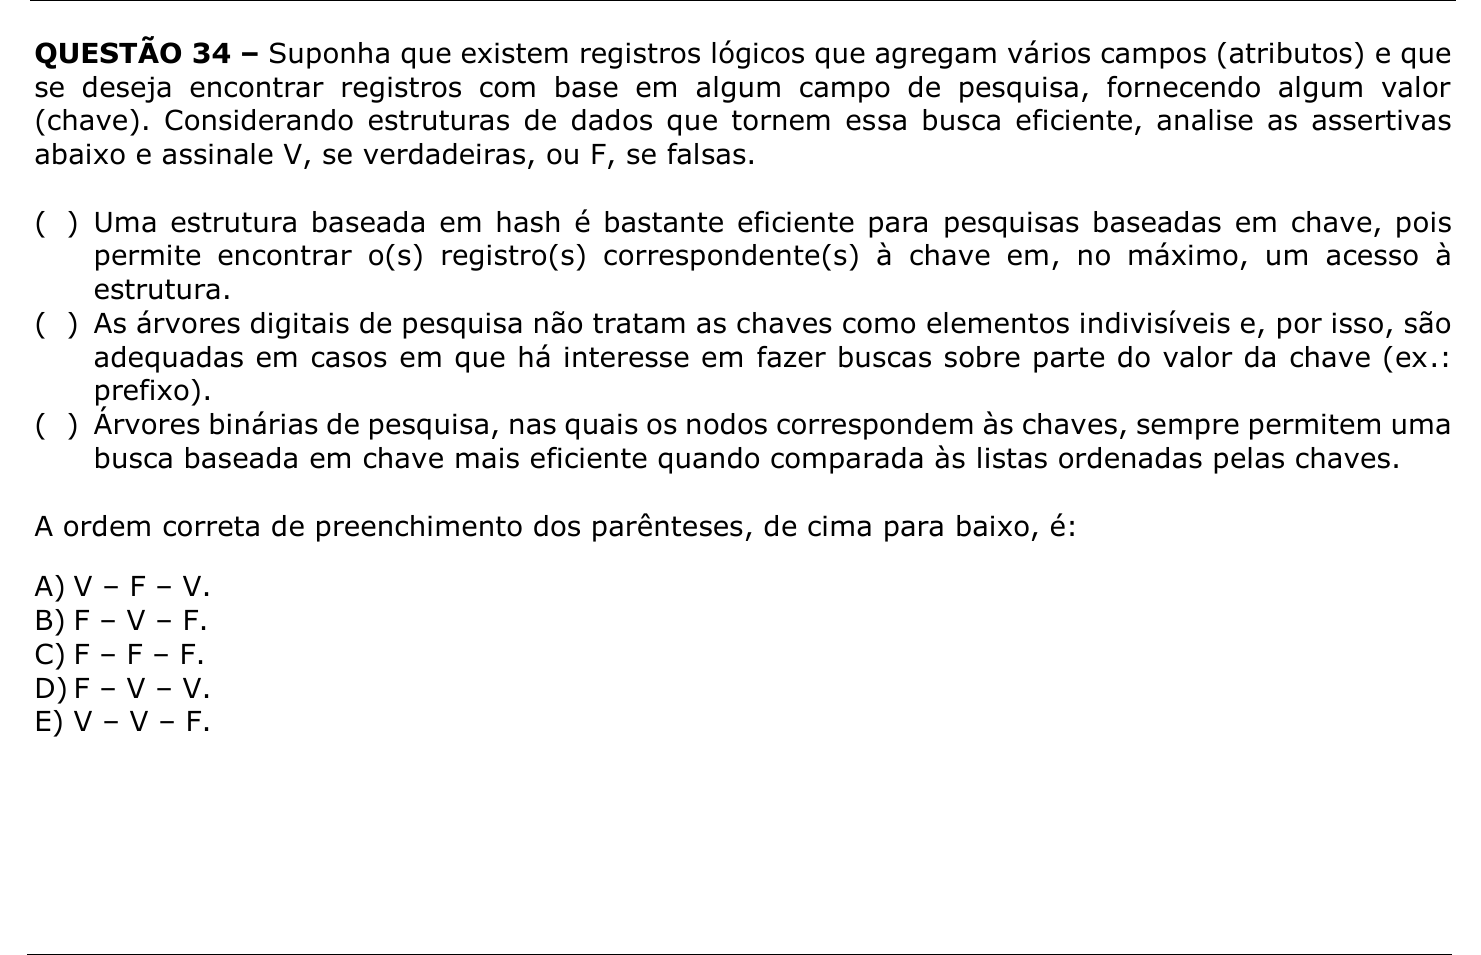 QUESTÃO 34 – Suponha que existem registros lógicos que agregam vários campos (atributos) e que
se deseja encontrar registros com base em algum campo de pesquisa, fornecendo algum valor
(chave). Considerando estruturas de dados que tornem essa busca eficiente, analise as assertivas
abaixo e assinale V, se verdadeiras, ou F, se falsas.
( ) Uma estrutura baseada em hash é bastante eficiente para pesquisas baseadas em chave, pois
permite encontrar o(s) registro(s) correspondente(s) à chave em, no máximo, um acesso à
estrutura.
( ) As árvores digitais de pesquisa não tratam as chaves como elementos indivisíveis e, por isso, são
adequadas em casos em que há interesse em fazer buscas sobre parte do valor da chave (ex.:
prefixo).
( ) Árvores binárias de pesquisa, nas quais os nodos correspondem às chaves, sempre permitem uma
busca baseada em chave mais eficiente quando comparada às listas ordenadas pelas chaves.
A ordem correta de preenchimento dos parênteses, de cima para baixo, é:
A) V – F – V.
B) F – V – F.
C) F – F – F.
D) F – V – V.
E) V – V – F.